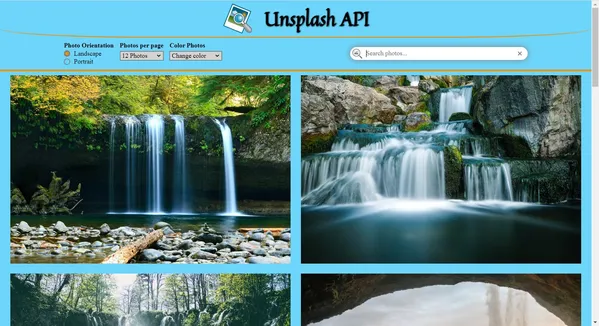 Unsplash API
Photo Orientation Photos per page Color Photos
Landscape 12 Photos Change color
Portrait
Search photos...